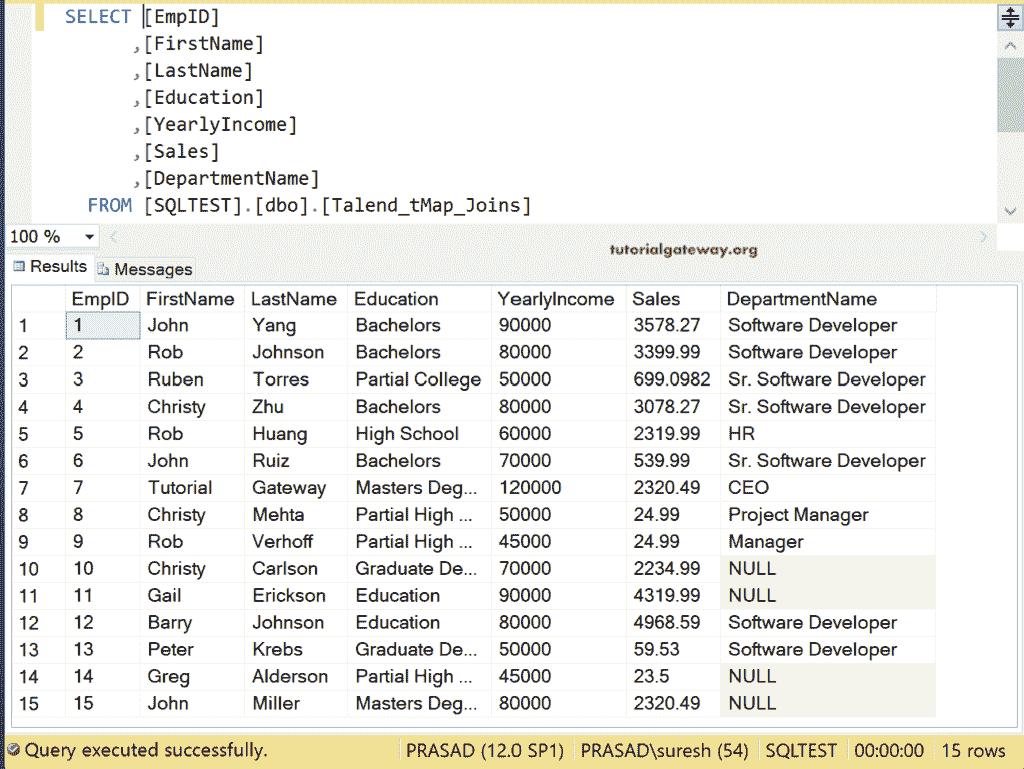 SELECT [EmpID]
,[FirstName]
,[LastName]
,[Education]
,[YearlyIncome]
,[Sales]
,[DepartmentName]
FROM [SQLTEST].[dbo].[Talend_tMap_Joins]
100 %
tutorialgateway.org
Results Messages
EmpID FirstName LastName Education YearlyIncome Sales DepartmentName
1 1 John Yang Bachelors 90000 3578.27 Software Developer
2 2 Rob Johnson Bachelors 80000 3399.99 Software Developer
3 3 Ruben Torres Partial College 50000 699.0982 Sr. Software Developer
4 4 Christy Zhu Bachelors 80000 3078.27 Sr. Software Developer
5 5 Rob Huang High School 60000 2319.99 HR
6 6 John Ruiz Bachelors 70000 539.99 Sr. Software Developer
7 7 Tutorial Gateway Masters Deg... 120000 2320.49 CEO
8 8 Christy Mehta Partial High ... 50000 24.99 Project Manager
9 9 Rob Verhoff Partial High ... 45000 24.99 Manager
10 10 Christy Carlson Graduate De... 70000 2234.99 NULL
11 11 Gail Erickson Education 90000 4319.99 NULL
12 12 Barry Johnson Education 80000 4968.59 Software Developer
13 13 Peter Krebs Graduate De... 50000 59.53 Software Developer
14 14 Greg Alderson Partial High ... 45000 23.5 NULL
15 15 John Miller Masters Deg... 80000 2320.49 NULL
Query executed successfully. PRASAD (12.0 SP1) PRASAD\suresh (54) SQLTEST 00:00:00 15 rows